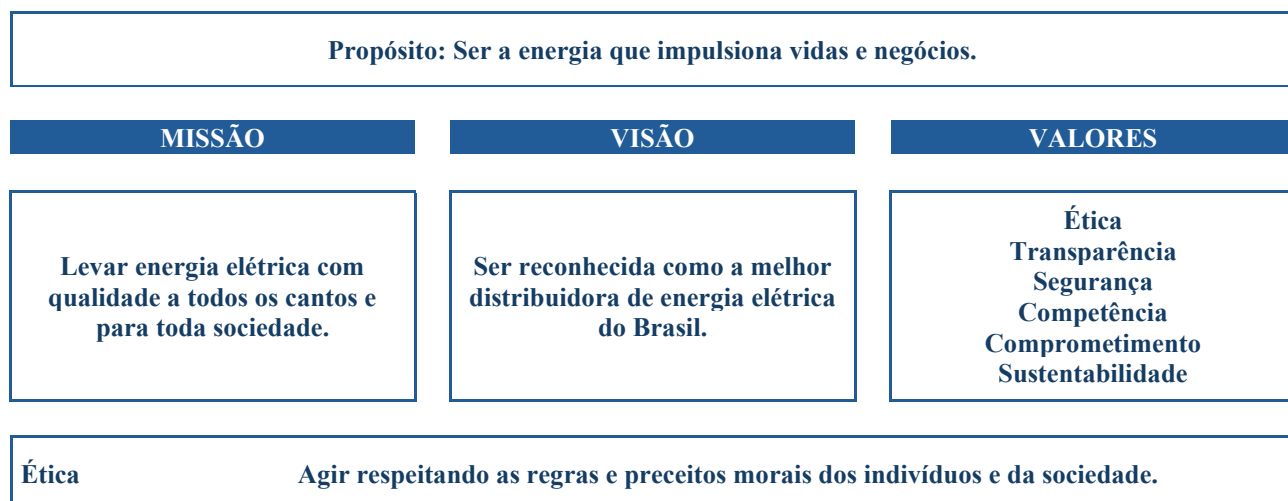 Propósito: Ser a energia que impulsiona vidas e negócios.
MISSÃO
VISÃO
VALORES
Levar energia elétrica com
qualidade a todos os cantos e
para toda sociedade.
Ser reconhecida como a melhor
distribuidora de energia elétrica
do Brasil.
Ética
Transparência
Segurança
Competência
Comprometimento
Sustentabilidade
Ética Agir respeitando as regras e preceitos morais dos indivíduos e da sociedade.